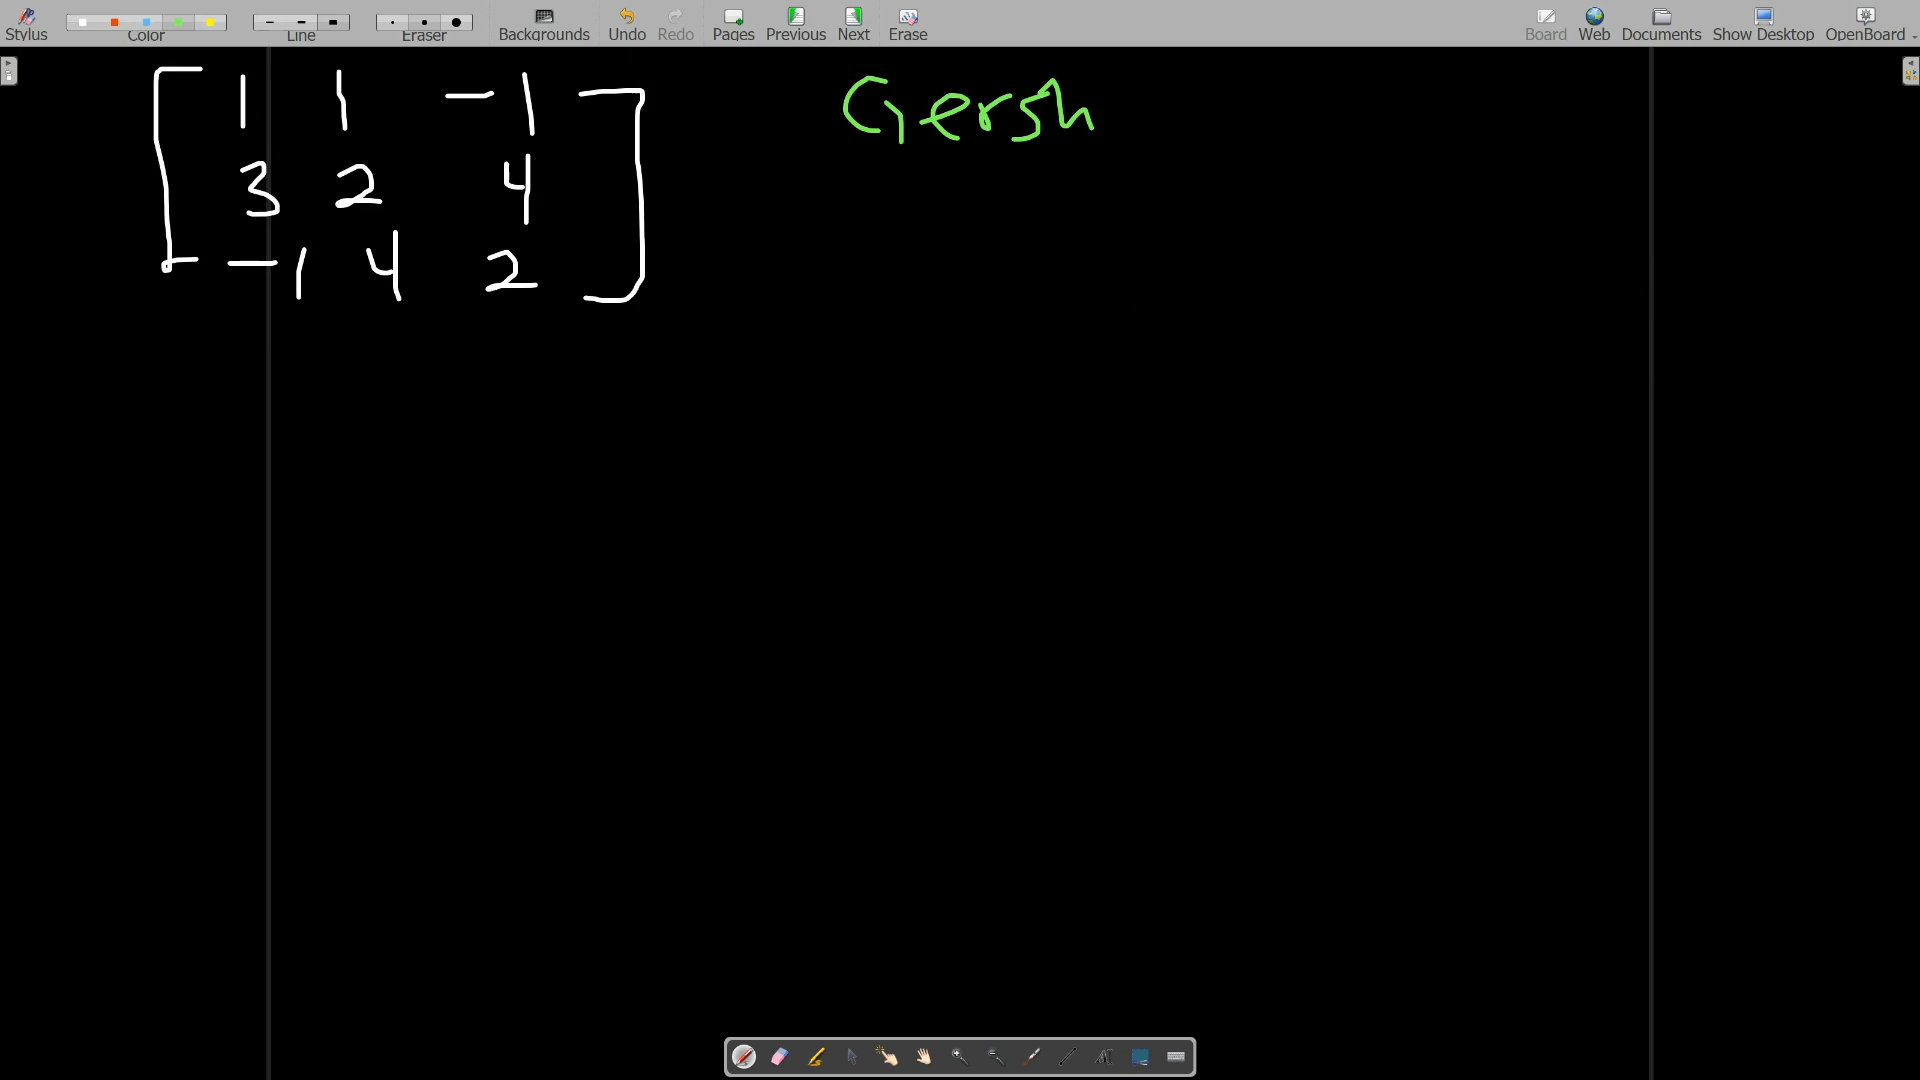 Stylus Color Line Eraser Backgrounds Undo Redo Pages Previous Next Erase Board Web Documents Show Desktop OpenBoard
1 1 -1 Gersh
3 2 4
-1 4 2